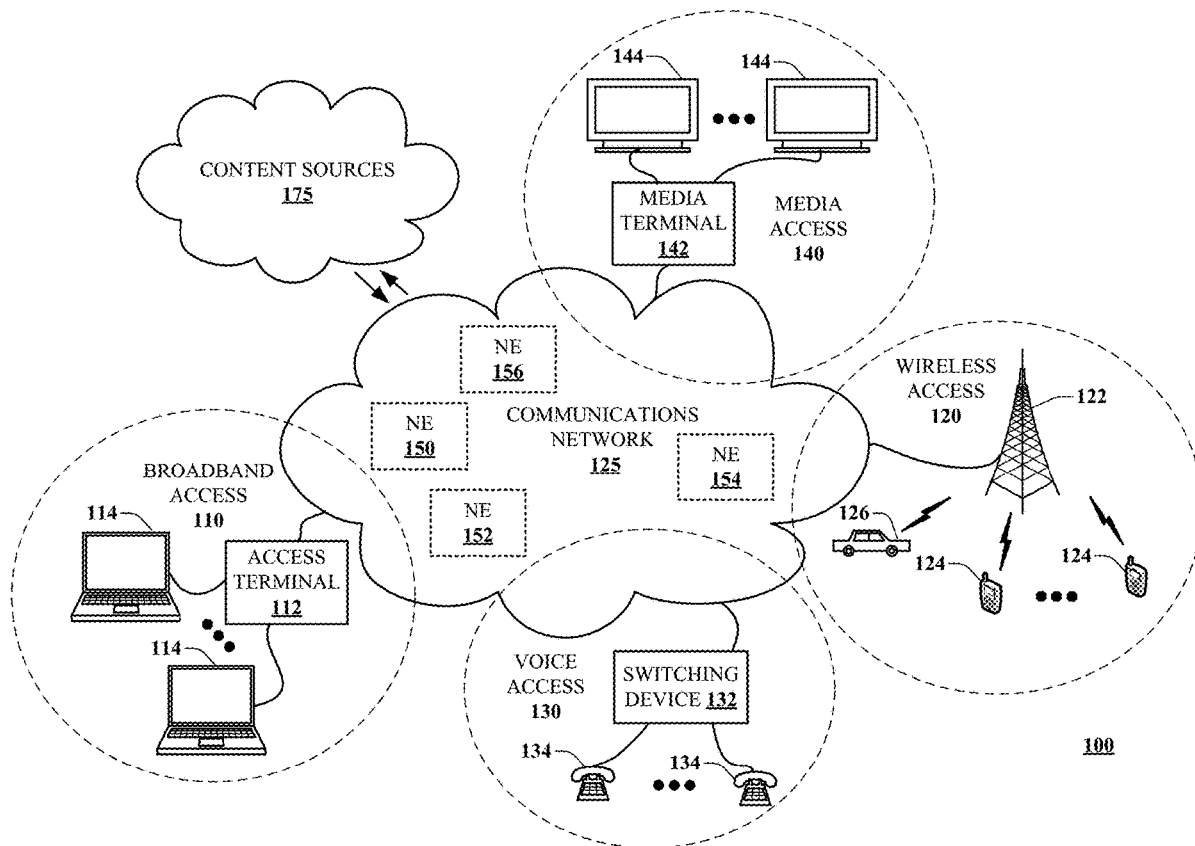 144
144
CONTENT SOURCES
175
MEDIA
TERMINAL
142
MEDIA
ACCESS
140
NE
156
WIRELESS
ACCESS
120
122
COMMUNICATIONS
NETWORK
125
NE
150
NE
154
NE
152
BROADBAND
ACCESS
110
114
ACCESS
TERMINAL
112
114
126
124
124
VOICE
ACCESS
130
SWITCHING
DEVICE 132
134
134
100